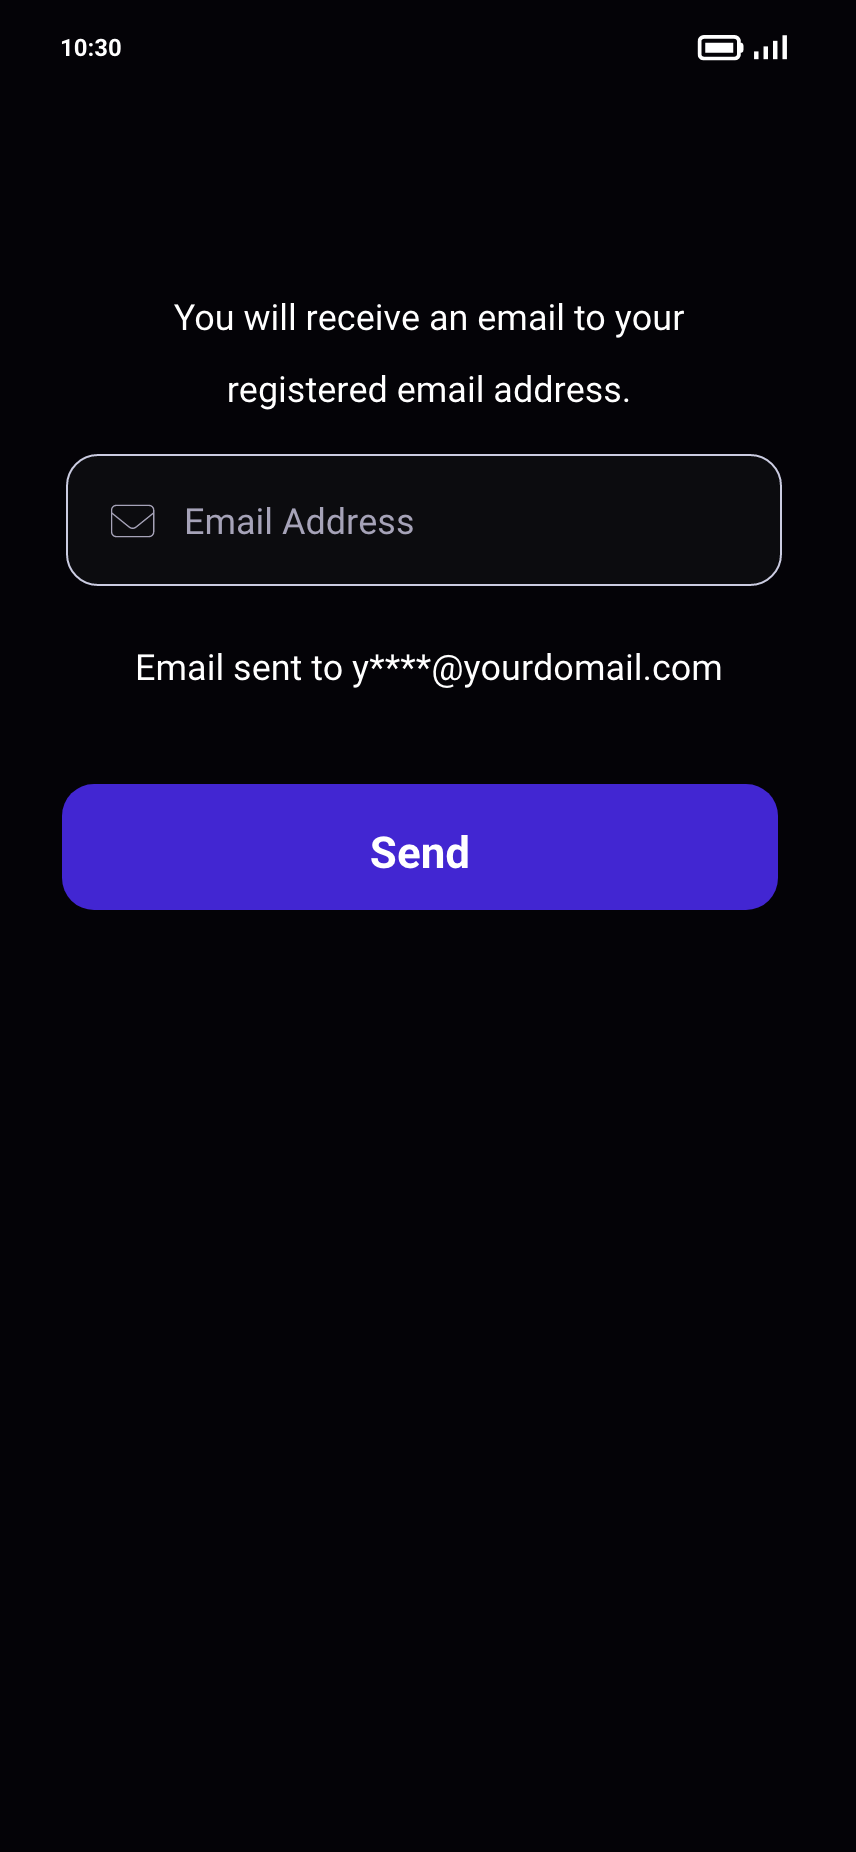 10:30
You will receive an email to your
registered email address.
Email Address
Email sent to y****@yourdomail.com
Send